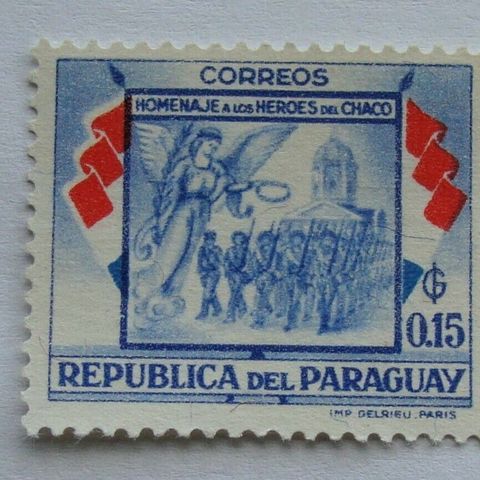 CORREOS
HOMENAJE A LOS HEROES DEL CHACO
₲
0.15
REPUBLICA DEL PARAGUAY
IMP. DELRIEU. PARIS